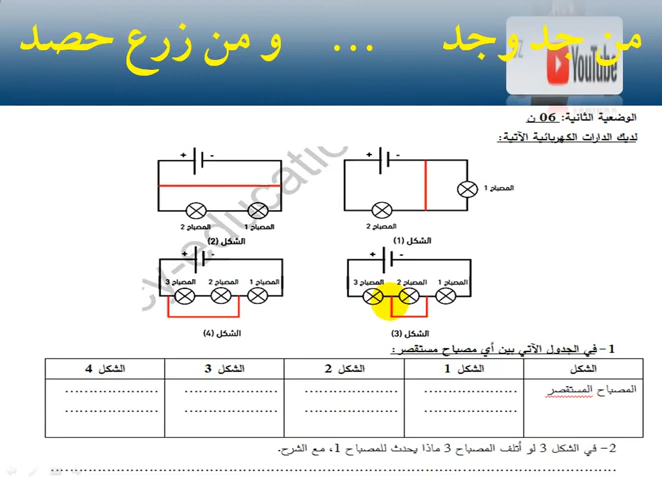 من جد وجد ... و من زرع حصد
YouTube
الوضعية الثانية: 06 ن
لديك الدارات الكهربائية الآتية:
+ -
المصباح 2 المصباح 1
الشكل (2)
+ -
المصباح 1
المصباح 2
الشكل (1)
+ -
المصباح 3 المصباح 2 المصباح 1
الشكل (4)
+ -
المصباح 3 المصباح 2 المصباح 1
الشكل (3)
cy-education
1- في الجدول الآتي بين أي مصباح مستقصر:
الشكل الشكل 1 الشكل 2 الشكل 3 الشكل 4
المصباح المستقصر
2- في الشكل 3 لو أتلف المصباح 3 ماذا يحدث للمصباح 1، مع الشرح.